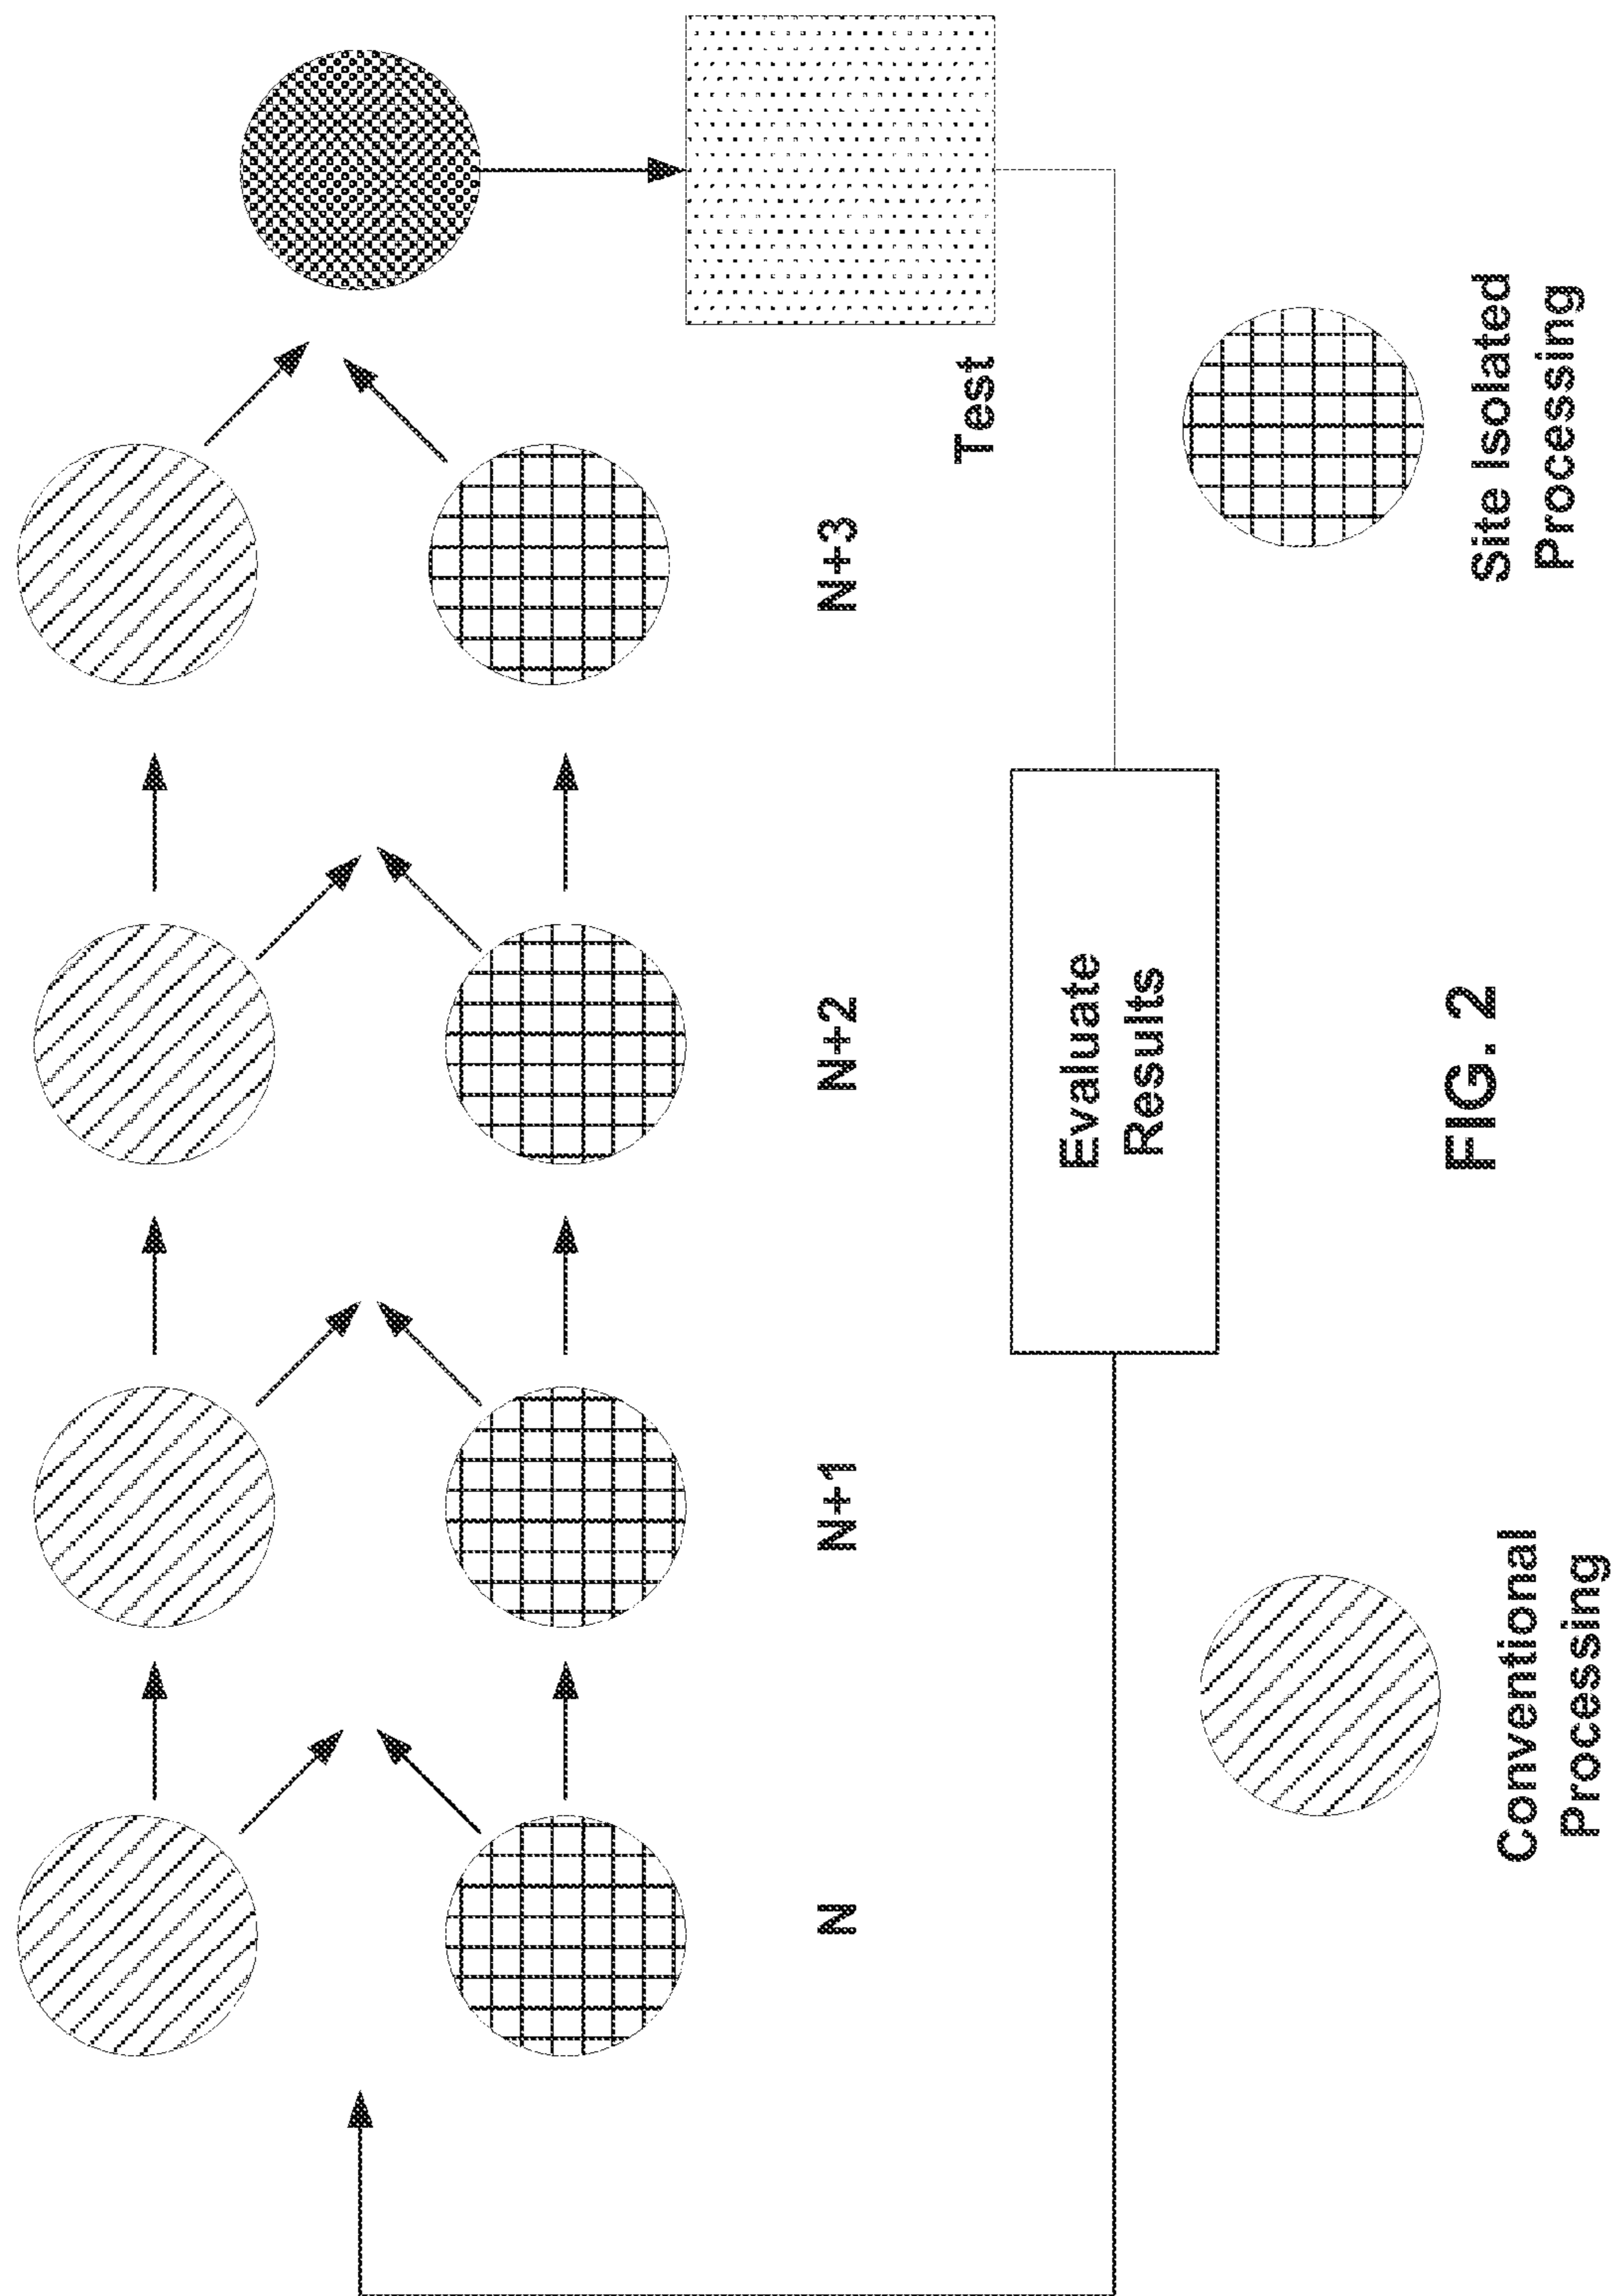 N
N+1
N+2
N+3
Test
Evaluate
Results
Conventional
Processing
Site Isolated
Processing
FIG. 2